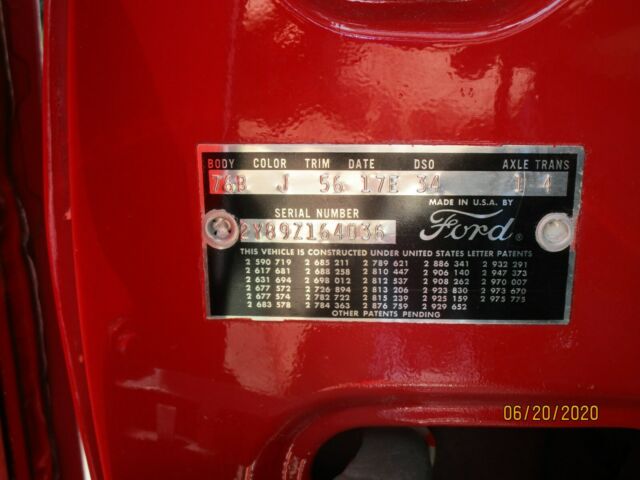 BODY COLOR TRIM DATE DSO AXLE TRANS
76B J 56 17E 34 1 4
SERIAL NUMBER
2Y89Z164036
MADE IN U.S.A. BY
Ford®
THIS VEHICLE IS CONSTRUCTED UNDER UNITED STATES LETTER PATENTS
2 590 719 2 685 211 2 789 621 2 886 341 2 932 291
2 617 681 2 688 258 2 810 447 2 906 140 2 947 373
2 631 694 2 698 012 2 812 537 2 908 262 2 970 007
2 677 572 2 726 894 2 813 206 2 923 830 2 973 670
2 677 574 2 782 722 2 815 239 2 925 159 2 975 775
2 683 578 2 784 363 2 876 759 2 929 652
OTHER PATENTS PENDING
06/20/2020